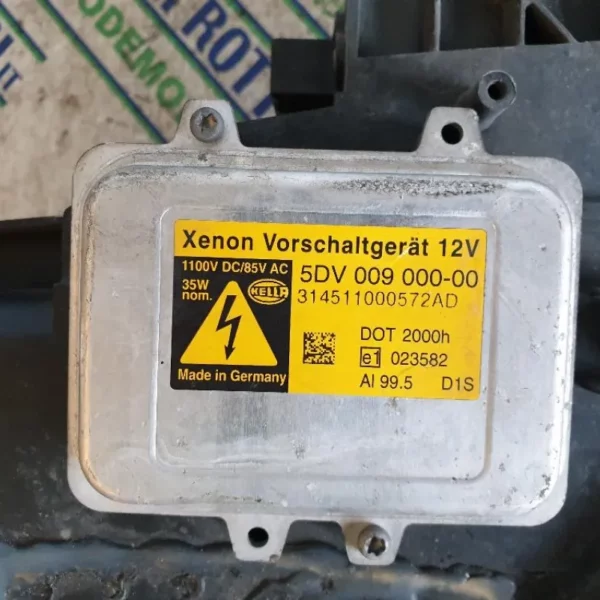 Xenon Vorschaltgerät 12V
1100V DC/85V AC
35W
nom.
HELLA
5DV 009 000-00
314511000572AD
DOT 2000h
e1 023582
Al 99.5 D1S
Made in Germany